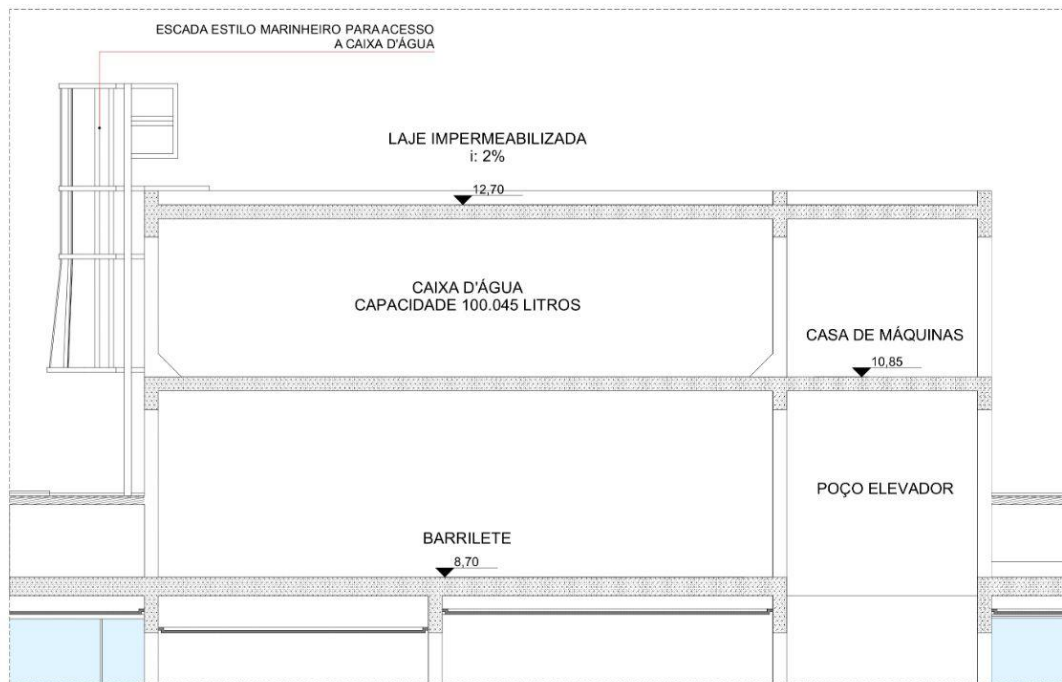 ESCADA ESTILO MARINHEIRO PARA ACESSO
A CAIXA D'ÁGUA
LAJE IMPERMEABILIZADA
i: 2%
12,70
CAIXA D'ÁGUA
CAPACIDADE 100.045 LITROS
CASA DE MÁQUINAS
10,85
POÇO ELEVADOR
BARRILETE
8,70